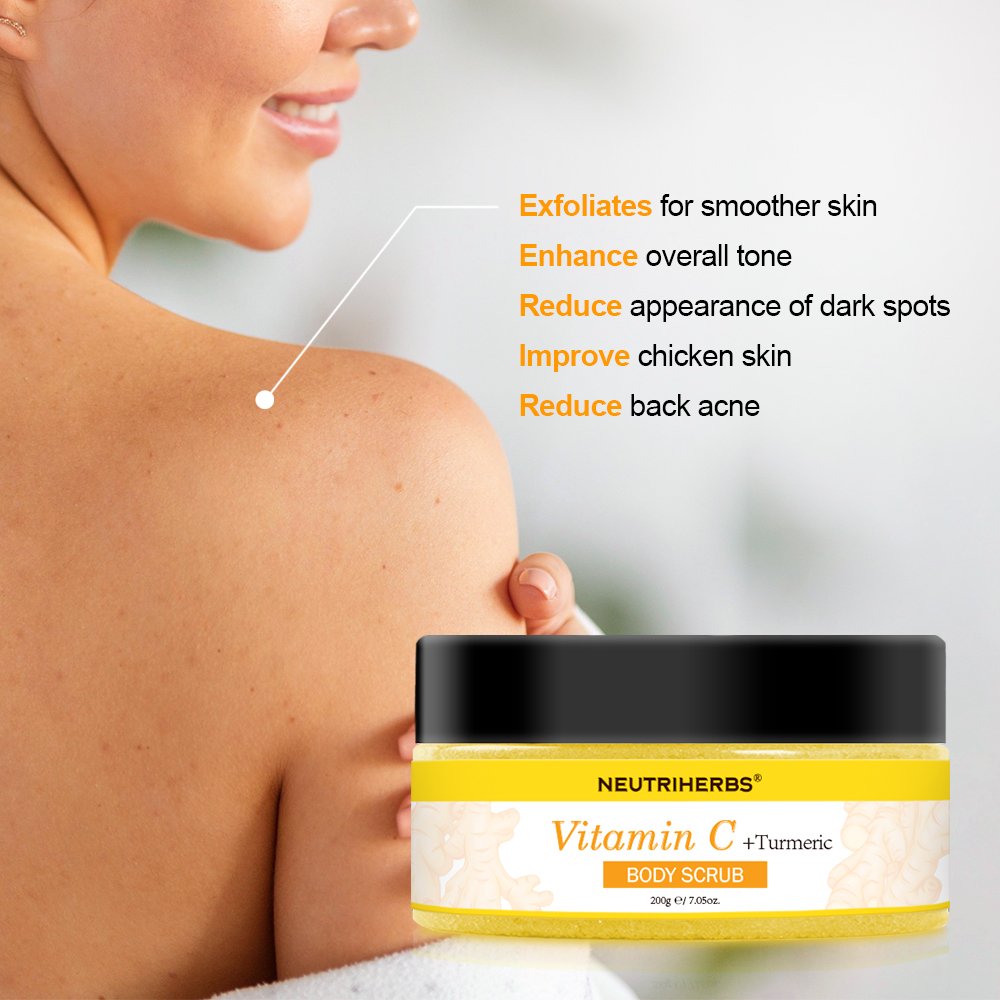 Exfoliates for smoother skin
Enhance overall tone
Reduce appearance of dark spots
Improve chicken skin
Reduce back acne
NEUTRIHERBS®
Vitamin C +Turmeric
BODY SCRUB
200g ℮/ 7.05oz.